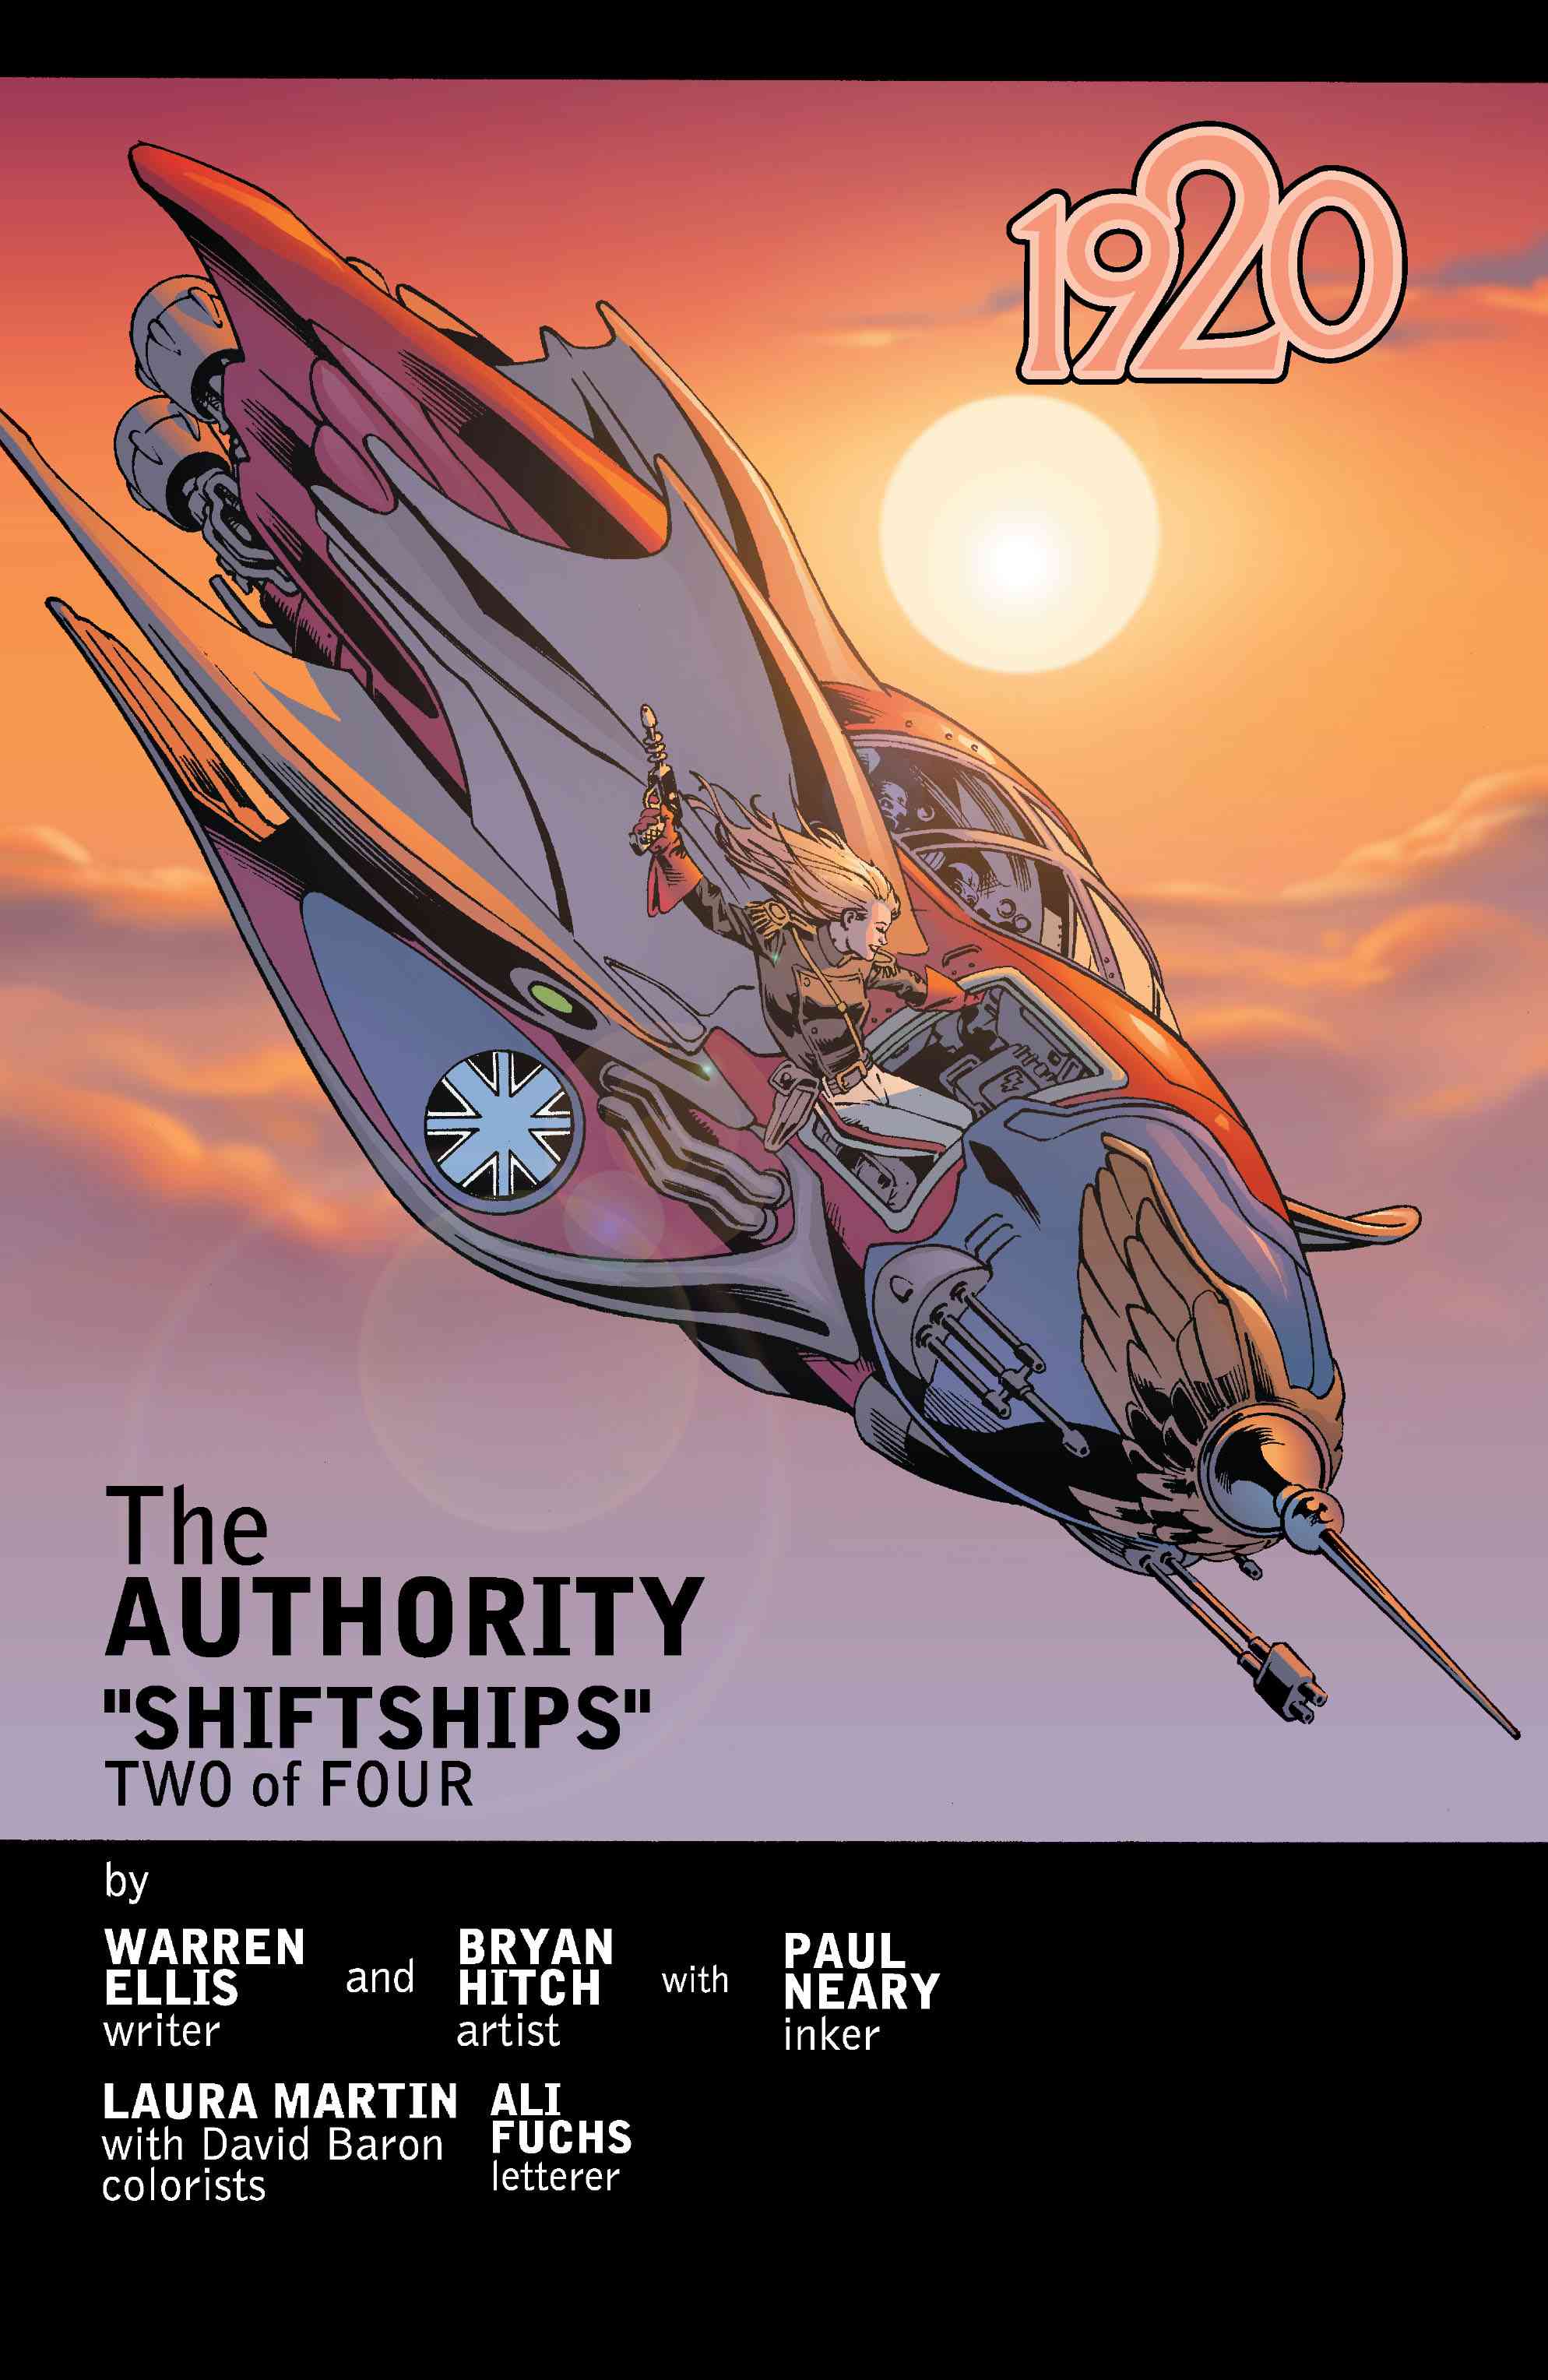 1920
The
AUTHORITY
"SHIFTSHIPS"
TWO of FOUR
by
WARREN
ELLIS
writer
and
BRYAN
HITCH
artist
with
PAUL
NEARY
inker
LAURA MARTIN
with David Baron
colorists
ALI
FUCHS
letterer